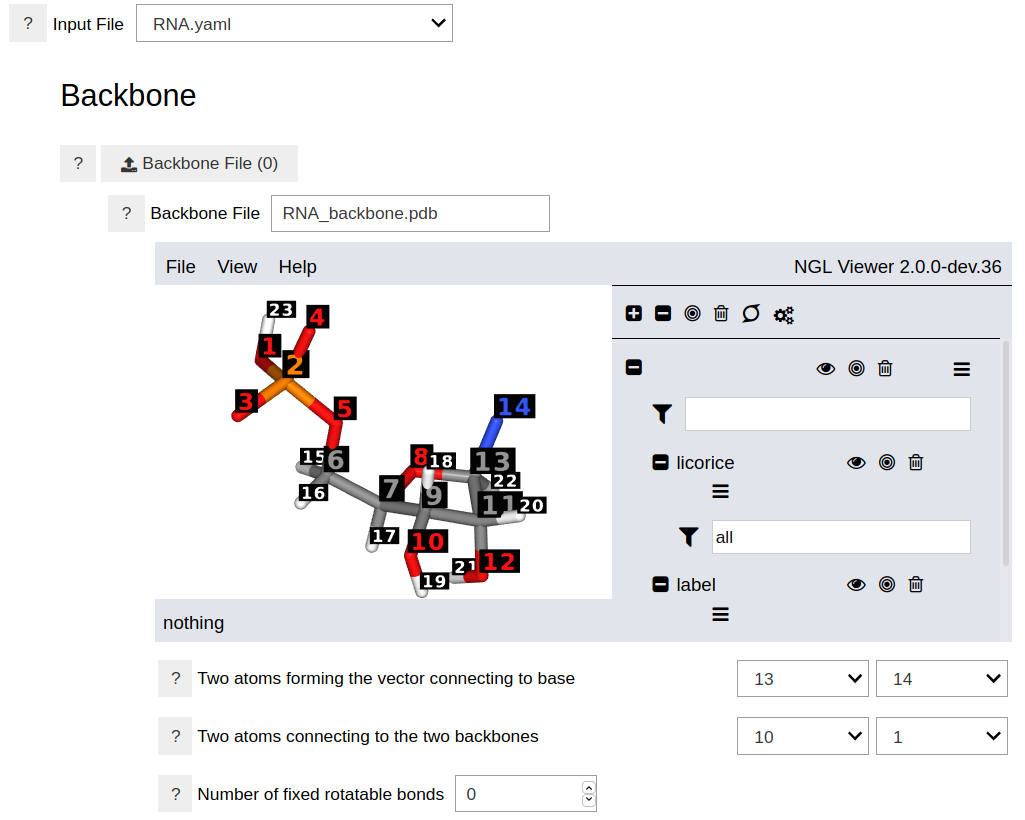 ? Input File RNA.yaml
Backbone
? Backbone File (0)
? Backbone File RNA_backbone.pdb
File View Help NGL Viewer 2.0.0-dev.36
23
4
1
2
3
5
14
15
6
8
18
13
16
7
9
22
11
20
17
10
21
12
19
licorice
all
label
nothing
? Two atoms forming the vector connecting to base 13 14
? Two atoms connecting to the two backbones 10 1
? Number of fixed rotatable bonds 0